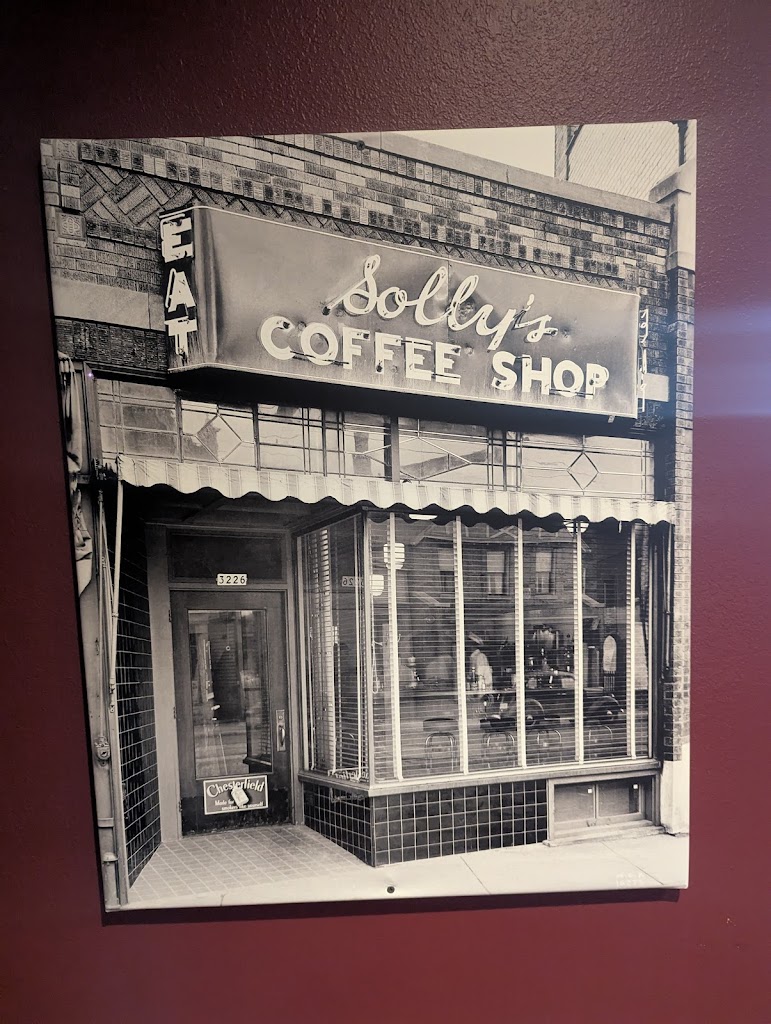 EAT
Solly's
COFFEE SHOP
3226
Chesterfield